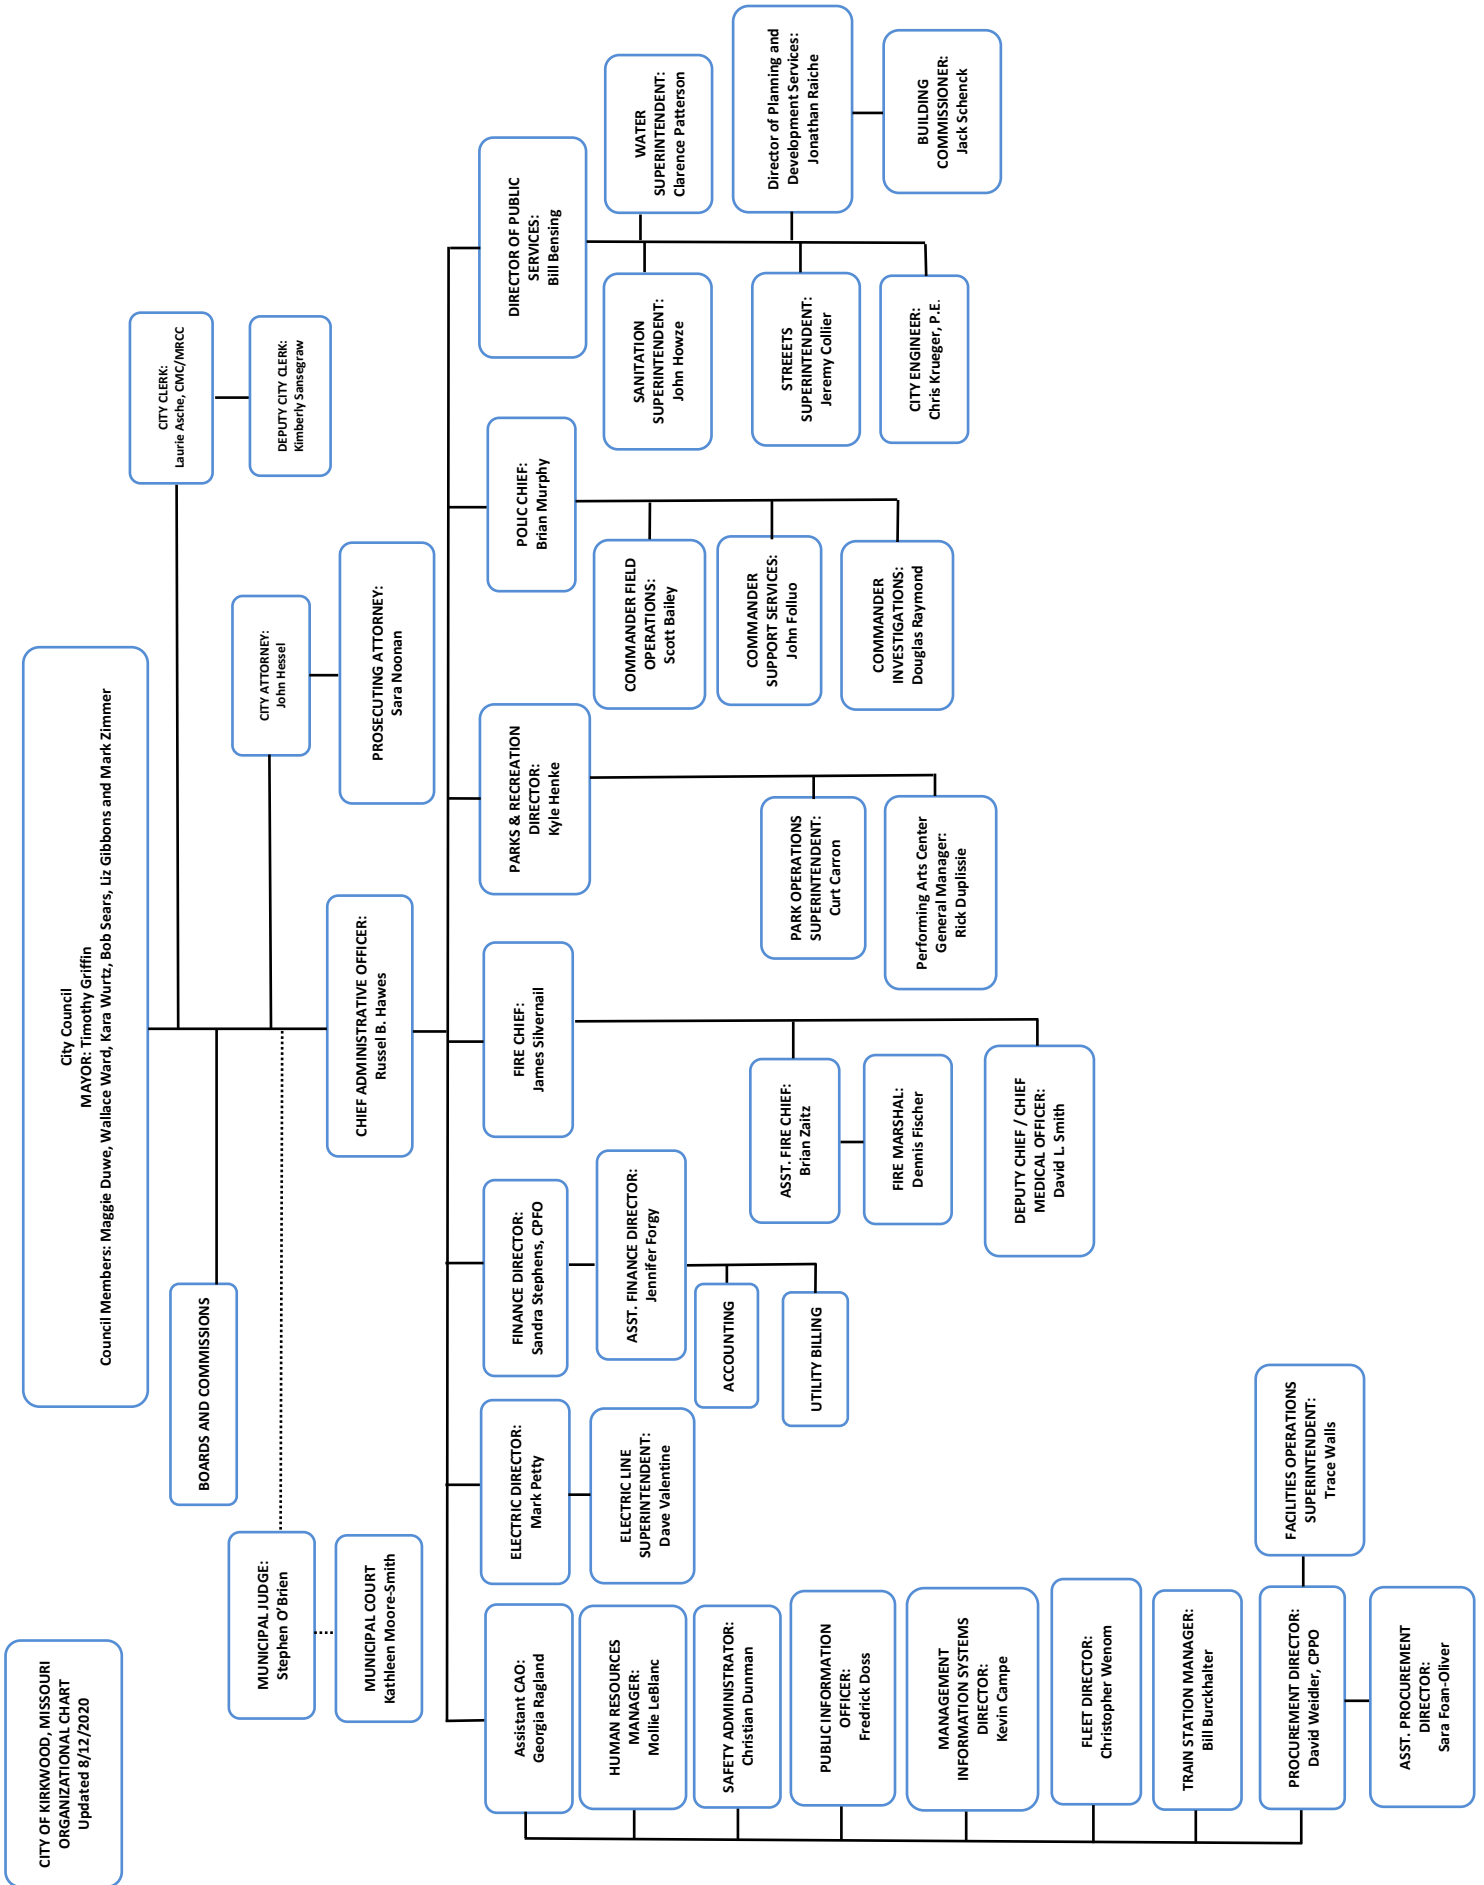 CITY OF KIRKWOOD, MISSOURI
ORGANIZATIONAL CHART
Updated 8/12/2020
City Council
MAYOR: Timothy Griffin
Council Members: Maggie Duwe, Wallace Ward, Kara Wurtz, Bob Sears, Liz Gibbons and Mark Zimmer
CITY CLERK:
Laurie Asche, CMC/MRCC
DEPUTY CITY CLERK:
Kimberly Sansegraw
BOARDS AND COMMISSIONS
CITY ATTORNEY:
John Hessel
PROSECUTING ATTORNEY:
Sara Noonan
MUNICIPAL JUDGE:
Stephen O’Brien
MUNICIPAL COURT
Kathleen Moore-Smith
CHIEF ADMINISTRATIVE OFFICER:
Russel B. Hawes
Assistant CAO:
Georgia Ragland
HUMAN RESOURCES
MANAGER:
Mollie LeBlanc
SAFETY ADMINISTRATOR:
Christian Dunman
PUBLIC INFORMATION
OFFICER:
Fredrick Doss
MANAGEMENT
INFORMATION SYSTEMS
DIRECTOR:
Kevin Campe
FLEET DIRECTOR:
Christopher Wenom
TRAIN STATION MANAGER:
Bill Burckhalter
PROCUREMENT DIRECTOR:
David Weidler, CPPO
FACILITIES OPERATIONS
SUPERINTENDENT:
Trace Walls
ASST. PROCUREMENT
DIRECTOR:
Sara Foan-Oliver
ELECTRIC DIRECTOR:
Mark Petty
ELECTRIC LINE
SUPERINTENDENT:
Dave Valentine
FINANCE DIRECTOR:
Sandra Stephens, CPFO
ASST. FINANCE DIRECTOR:
Jennifer Forgy
ACCOUNTING
UTILITY BILLING
FIRE CHIEF:
James Silvernail
ASST. FIRE CHIEF:
Brian Zaitz
FIRE MARSHAL:
Dennis Fischer
DEPUTY CHIEF / CHIEF
MEDICAL OFFICER:
David L Smith
PARKS & RECREATION
DIRECTOR:
Kyle Henke
PARK OPERATIONS
SUPERINTENDENT:
Curt Carron
Performing Arts Center
General Manager:
Rick Duplissie
POLIC CHIEF:
Brian Murphy
COMMANDER FIELD
OPERATIONS:
Scott Bailey
COMMANDER
SUPPORT SERVICES:
John Folluo
COMMANDER
INVESTIGATIONS:
Douglas Raymond
DIRECTOR OF PUBLIC
SERVICES:
Bill Bensing
SANITATION
SUPERINTENDENT:
John Howze
WATER
SUPERINTENDENT:
Clarence Patterson
STREEETS
SUPERINTENDENT:
Jeremy Collier
Director of Planning and
Development Services:
Jonathan Raiche
CITY ENGINEER:
Chris Krueger, P.E.
BUILDING
COMMISSIONER:
Jack Schenck